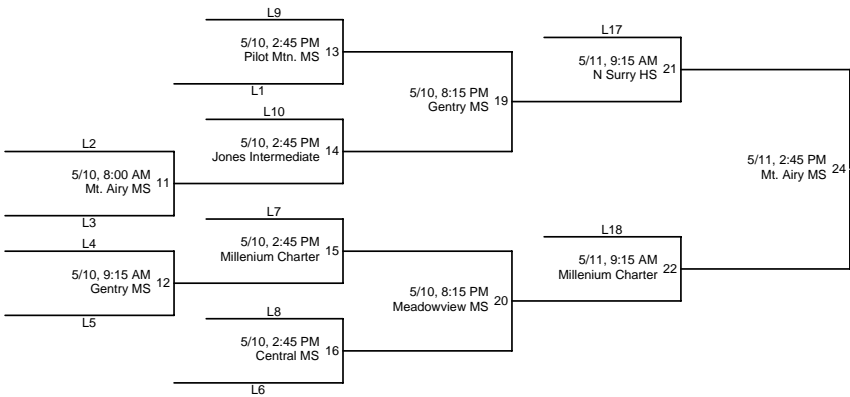 L9
5/10, 2:45 PM
Pilot Mtn. MS
13
L1
L10
5/10, 2:45 PM
Jones Intermediate
14
L2
5/10, 8:00 AM
Mt. Airy MS
11
L3
L4
5/10, 9:15 AM
Gentry MS
12
L5
L7
5/10, 2:45 PM
Millenium Charter
15
L8
5/10, 2:45 PM
Central MS
16
L6
5/10, 8:15 PM
Gentry MS
19
5/10, 8:15 PM
Meadowview MS
20
L17
5/11, 9:15 AM
N Surry HS
21
L18
5/11, 9:15 AM
Millenium Charter
22
5/11, 2:45 PM
Mt. Airy MS
24